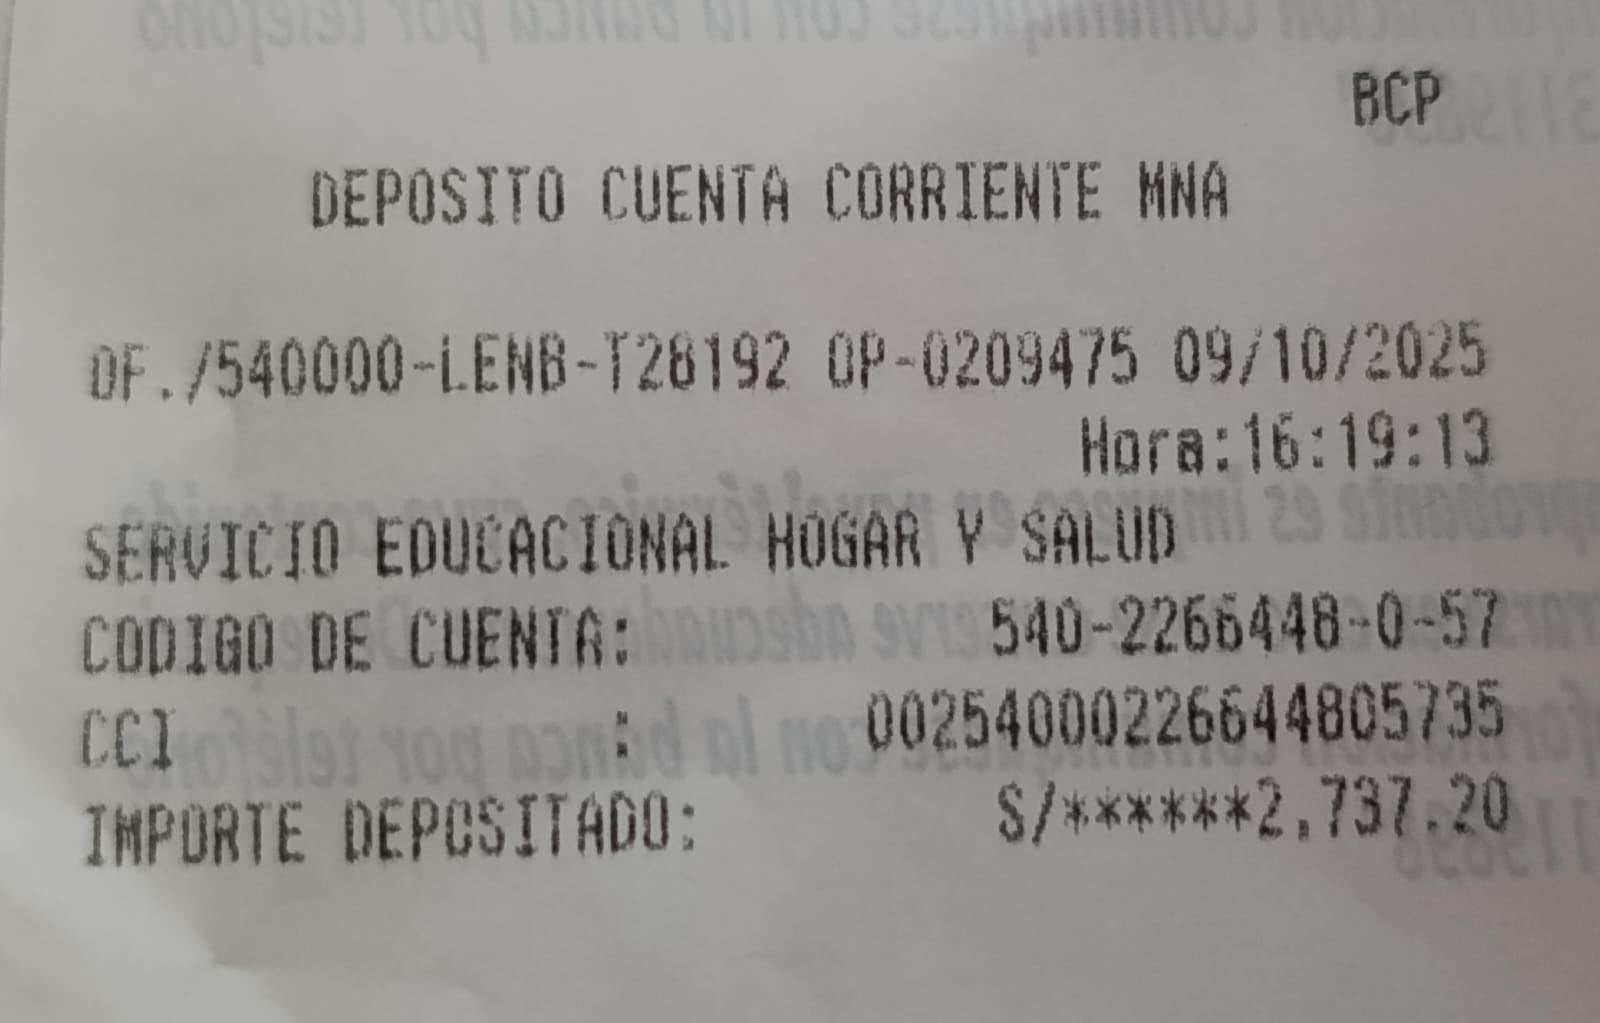 BCP
DEPOSITO CUENTA CORRIENTE MNA
OF./540000-LENB-T28192 OP-0209475 09/10/2025
Hora:16:19:13
SERVICIO EDUCACIONAL HOGAR Y SALUD
CODIGO DE CUENTA: 540-2266448-0-57
CCI : 00254000226644805735
IMPORTE DEPOSITADO: S/******2,737.20